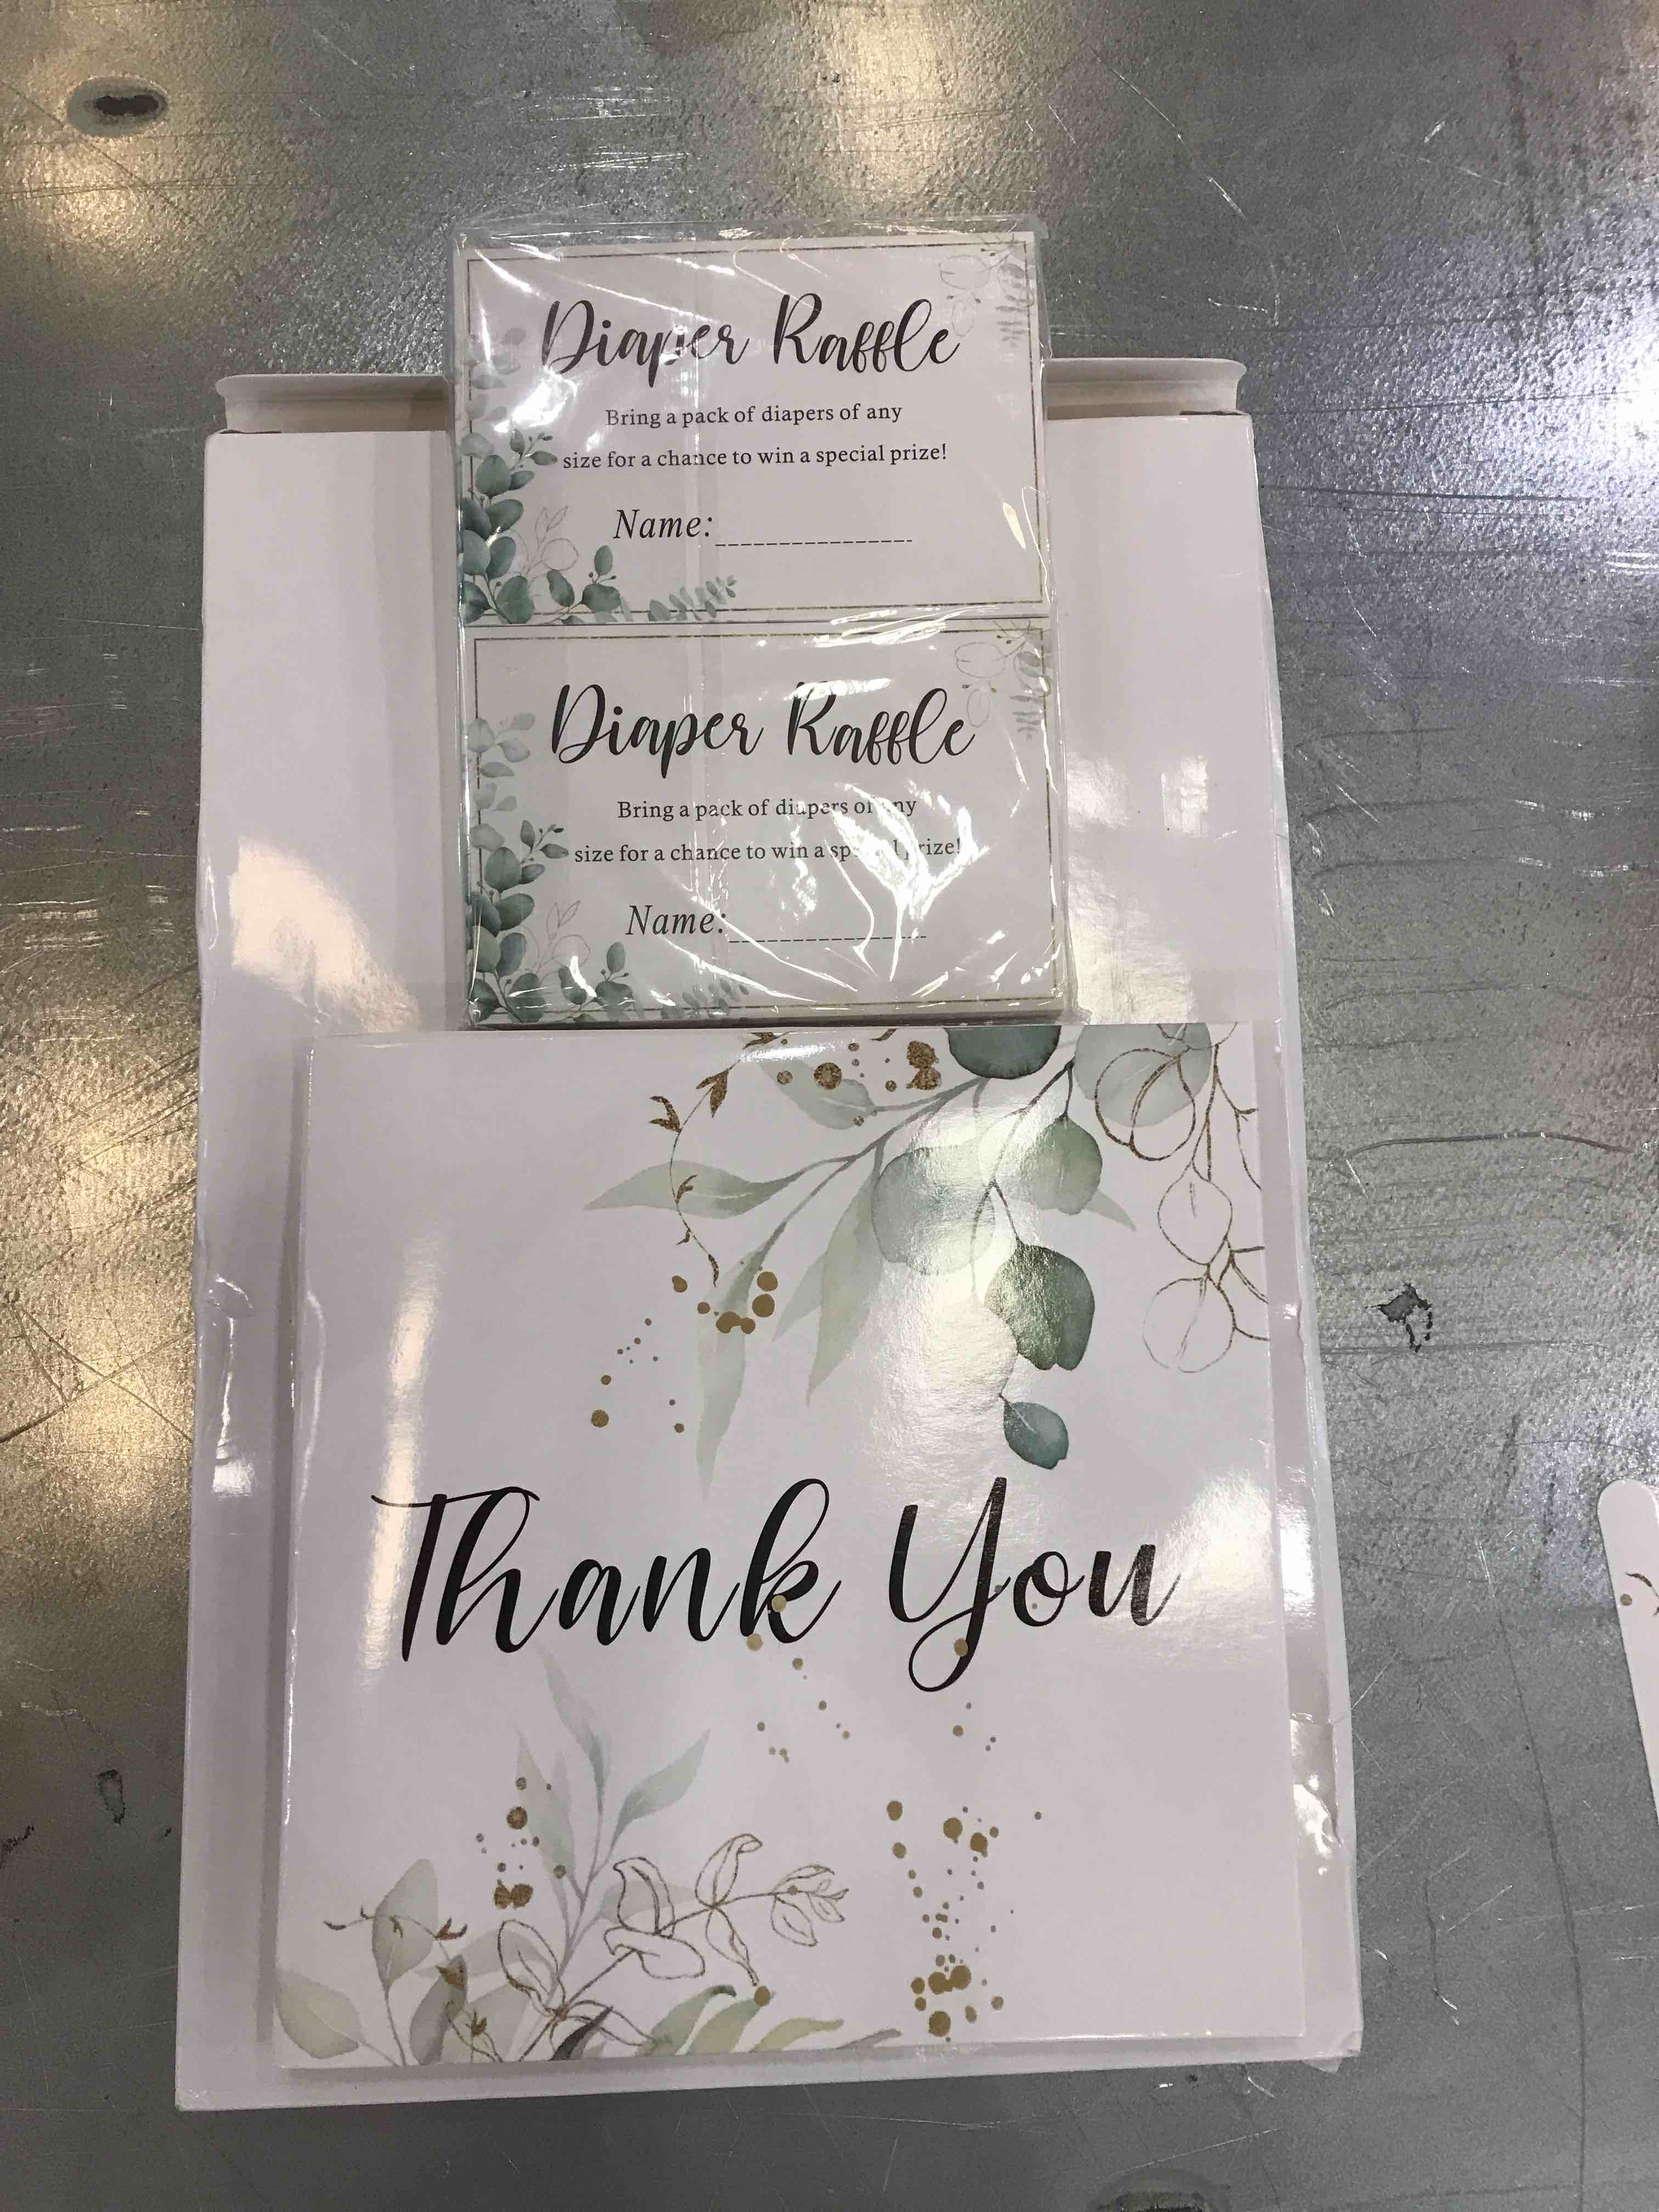 Diaper Raffle
Bring a pack of diapers of any
size for a chance to win a special prize!
Name:
Diaper Raffle
Bring a pack of diapers of any
size for a chance to win a special prize!
Name:
Thank You